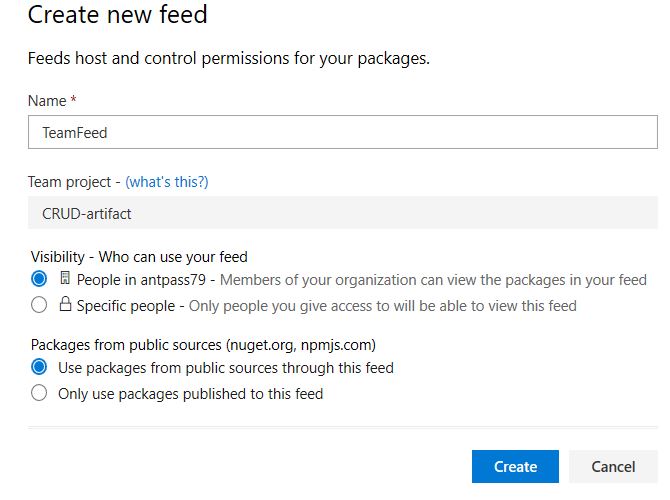 Create new feed
Feeds host and control permissions for your packages.
Name *
TeamFeed
Team project - (what's this?)
CRUD-artifact
Visibility - Who can use your feed
People in antpass79 - Members of your organization can view the packages in your feed
Specific people - Only people you give access to will be able to view this feed
Packages from public sources (nuget.org, npmjs.com)
Use packages from public sources through this feed
Only use packages published to this feed
Create Cancel